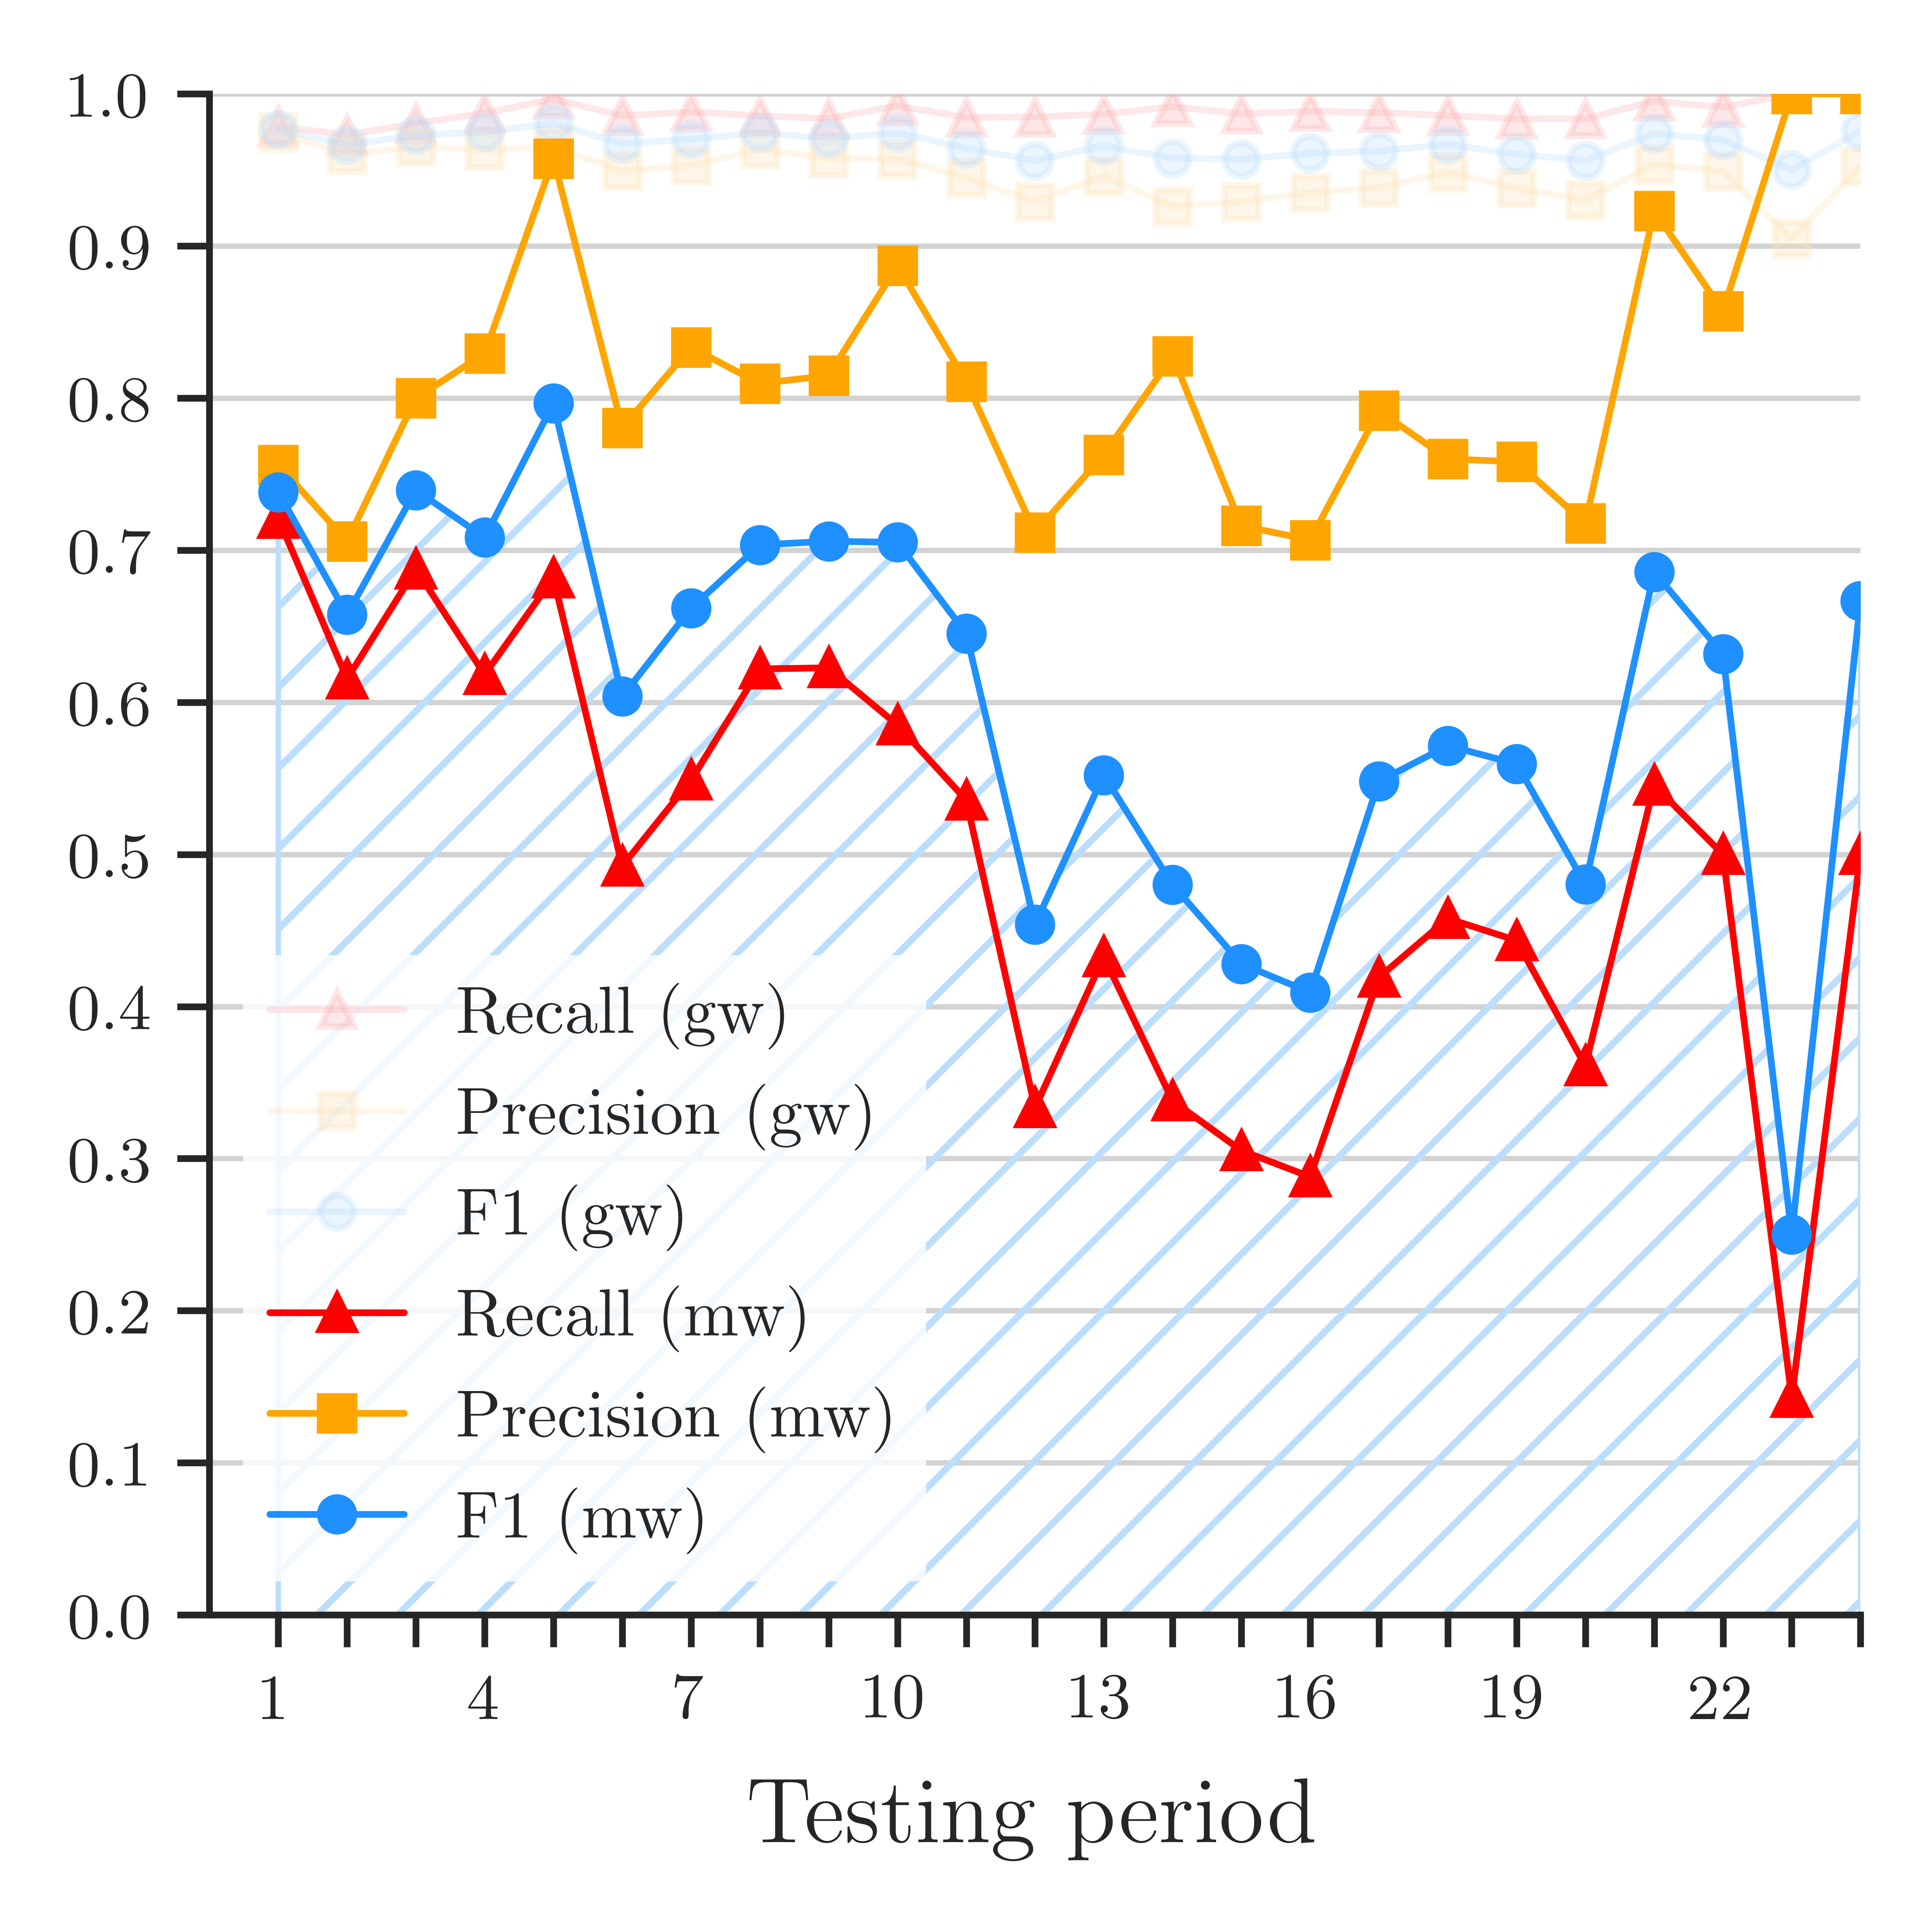 1.0
0.9
0.8
0.7
0.6
0.5
0.4
0.3
0.2
0.1
0.0
Recall (gw)
Precision (gw)
F1 (gw)
Recall (mw)
Precision (mw)
F1 (mw)
1 4 7 10 13 16 19 22
Testing period